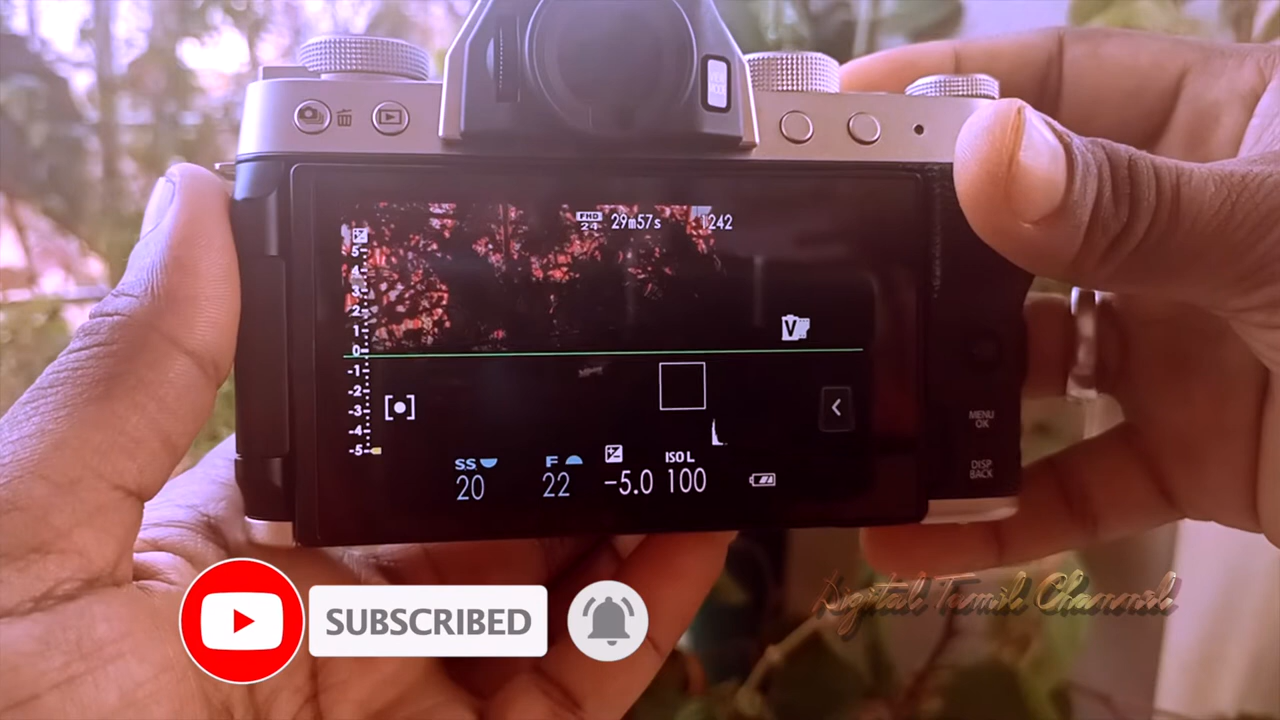 FHD 24 29m57s 1242
5
4
3
2
1
0
-1
-2
-3
-4
-5
V
SS F ISO L
20 22 -5.0 100
MENU
OK
DISP
BACK
SUBSCRIBED
Digital Tamil Channel